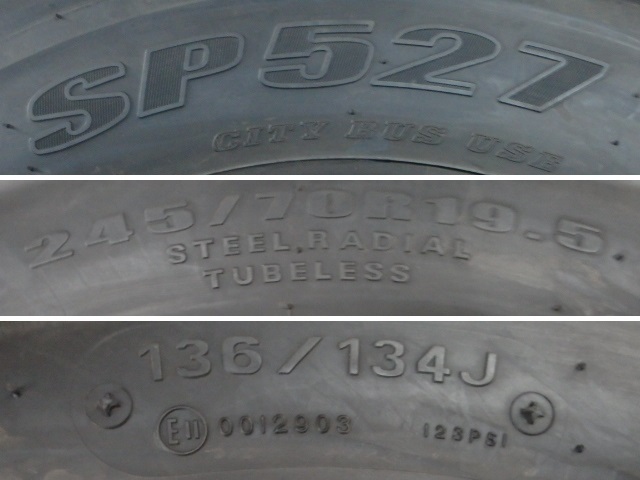 SP527
CITY BUS USE
245/70R19.5
STEEL RADIAL
TUBELESS
136/134J
E11 0012903
123PSI